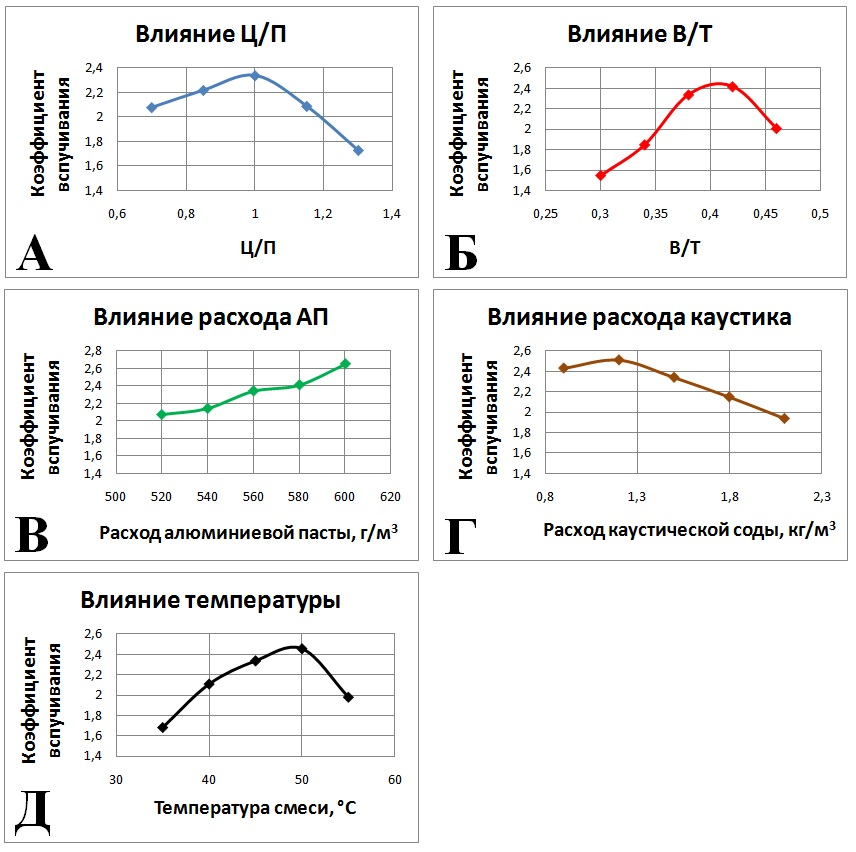 Влияние Ц/П
Коэффициент
вспучивания
2,4
2,2
2
1,8
1,6
1,4
0,6 0,8 1 1,2 1,4
Ц/П
А
Влияние В/Т
Коэффициент
вспучивания
2,6
2,4
2,2
2
1,8
1,6
1,4
0,25 0,3 0,35 0,4 0,45 0,5
В/Т
Б
Влияние расхода АП
Коэффициент
вспучивания
2,8
2,6
2,4
2,2
2
1,8
1,6
1,4
500 520 540 560 580 600 620
Расход алюминиевой пасты, г/м³
В
Влияние расхода каустика
Коэффициент
вспучивания
2,6
2,4
2,2
2
1,8
1,6
1,4
0,8 1,3 1,8 2,3
Расход каустической соды, кг/м³
Г
Влияние температуры
Коэффициент
вспучивания
2,6
2,4
2,2
2
1,8
1,6
1,4
30 40 50 60
Температура смеси, °С
Д